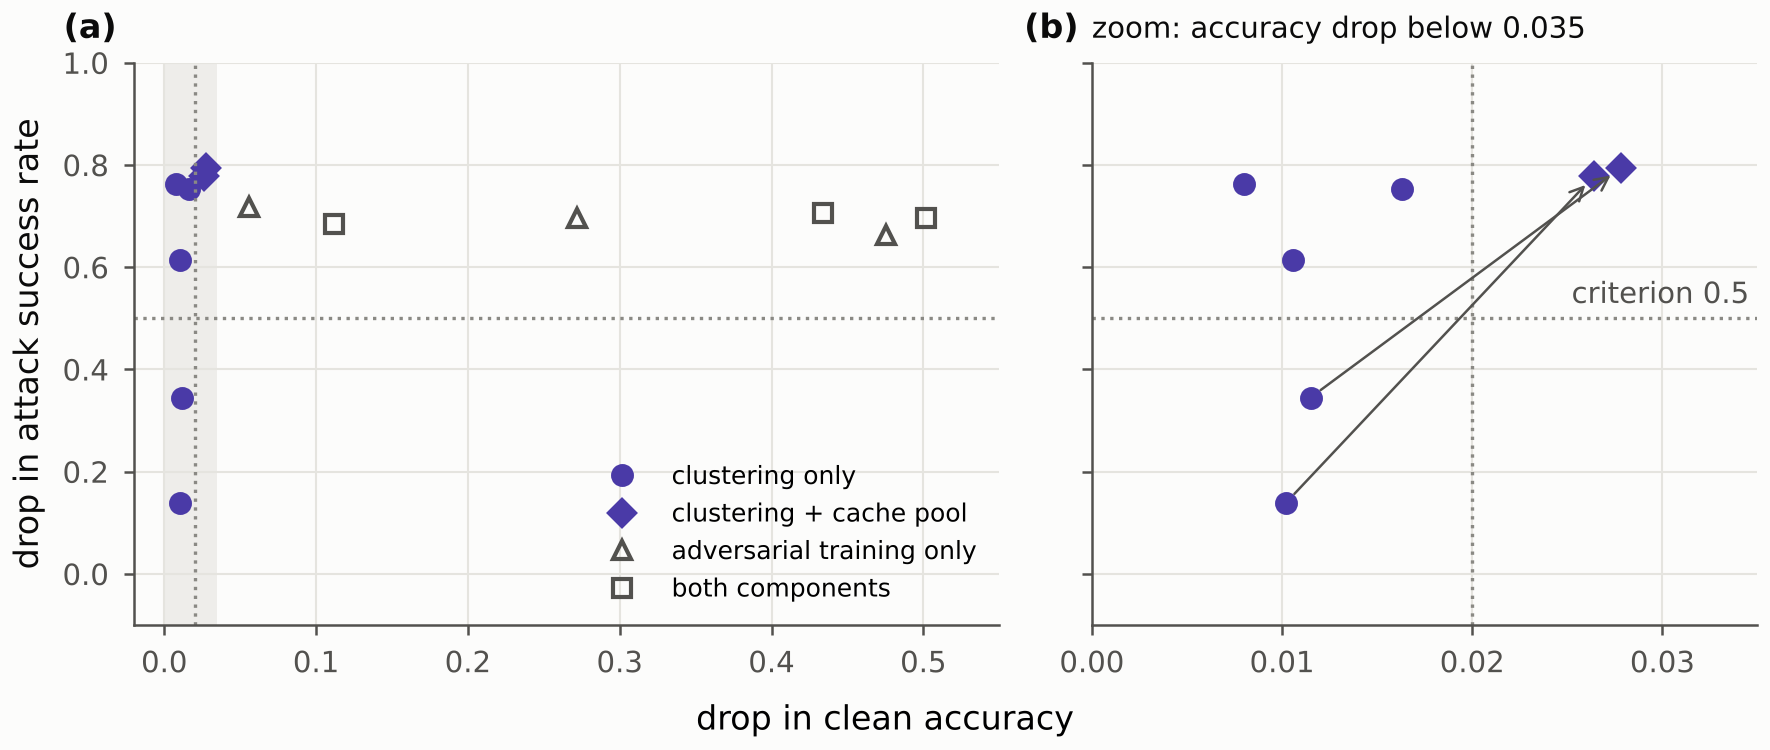 (a)
(b) zoom: accuracy drop below 0.035
drop in attack success rate
1.0
0.8
0.6
0.4
0.2
0.0
clustering only
clustering + cache pool
adversarial training only
both components
criterion 0.5
0.0 0.1 0.2 0.3 0.4 0.5
0.00 0.01 0.02 0.03
drop in clean accuracy